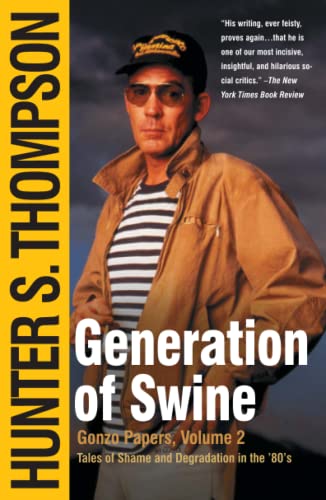 HUNTER S. THOMPSON
"His writing, ever feisty,
proves again...that he is
one of our most incisive,
insightful, and hilarious so-
cial critics." –The New
York Times Book Review
Generation
of Swine
Gonzo Papers, Volume 2
Tales of Shame and Degradation in the '80's